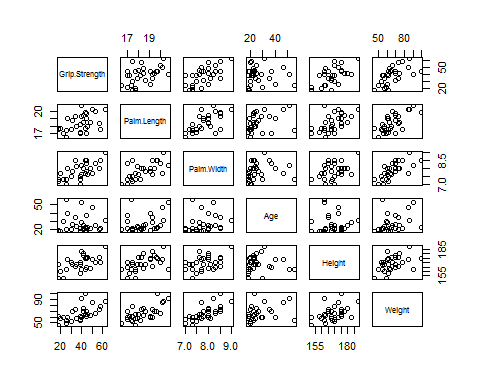 17 19 20 40 50 80
Grip.Strength 20 50
17 20 Palm.Length
Palm.Width 7.0 8.5
20 50 Age
Height 155 185
50 90 Weight
20 40 60 7.0 8.0 9.0 155 180